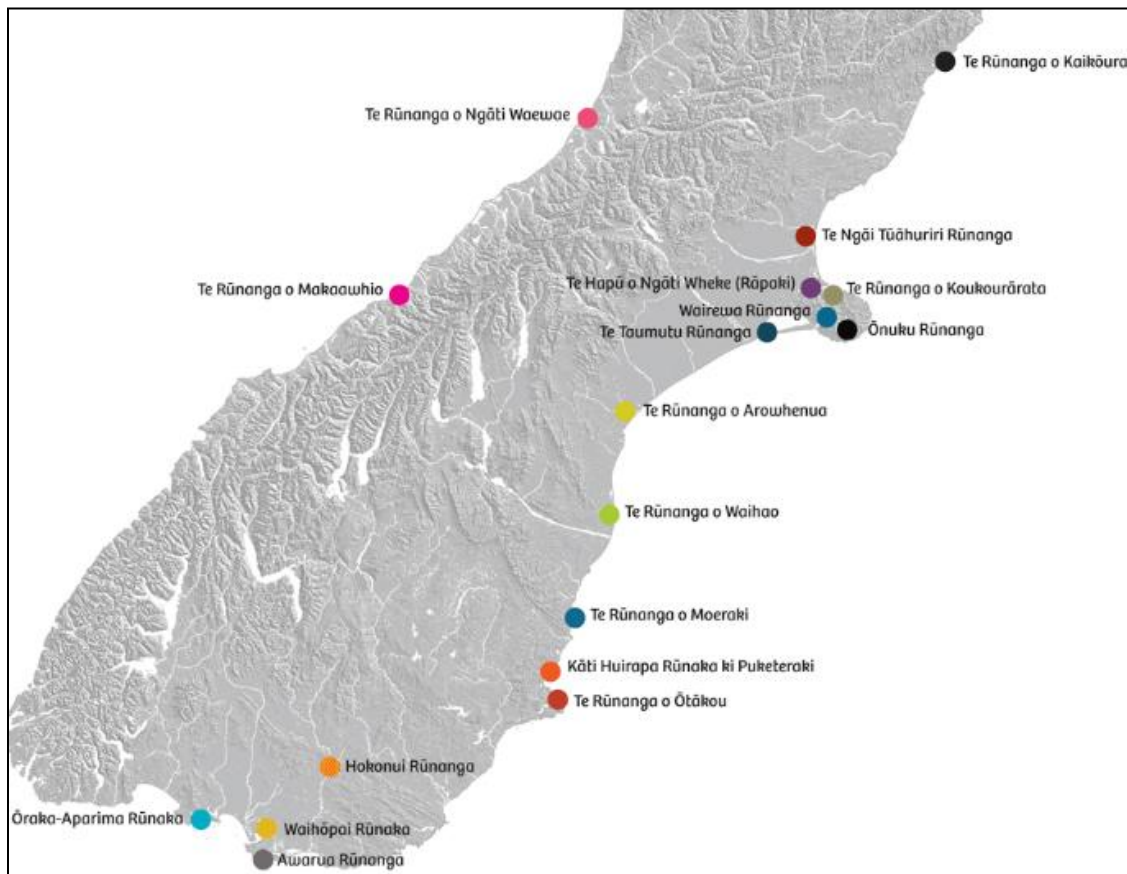 Te Rūnanga o Kaikōura
Te Rūnanga o Ngāti Waewae
Te Ngāi Tūāhuriri Rūnanga
Te Hapū o Ngāti Wheke (Rāpaki)
Te Rūnanga o Makaawhio
Te Rūnanga o Koukourārata
Wairewa Rūnanga
Te Taumutu Rūnanga
Ōnuku Rūnanga
Te Rūnanga o Arowhenua
Te Rūnanga o Waihao
Te Rūnanga o Moeraki
Kāti Huirapa Rūnaka ki Puketeraki
Te Rūnanga o Ōtākou
Hokonui Rūnanga
Ōraka-Aparima Rūnaka
Waihōpai Rūnaka
Awarua Rūnanga